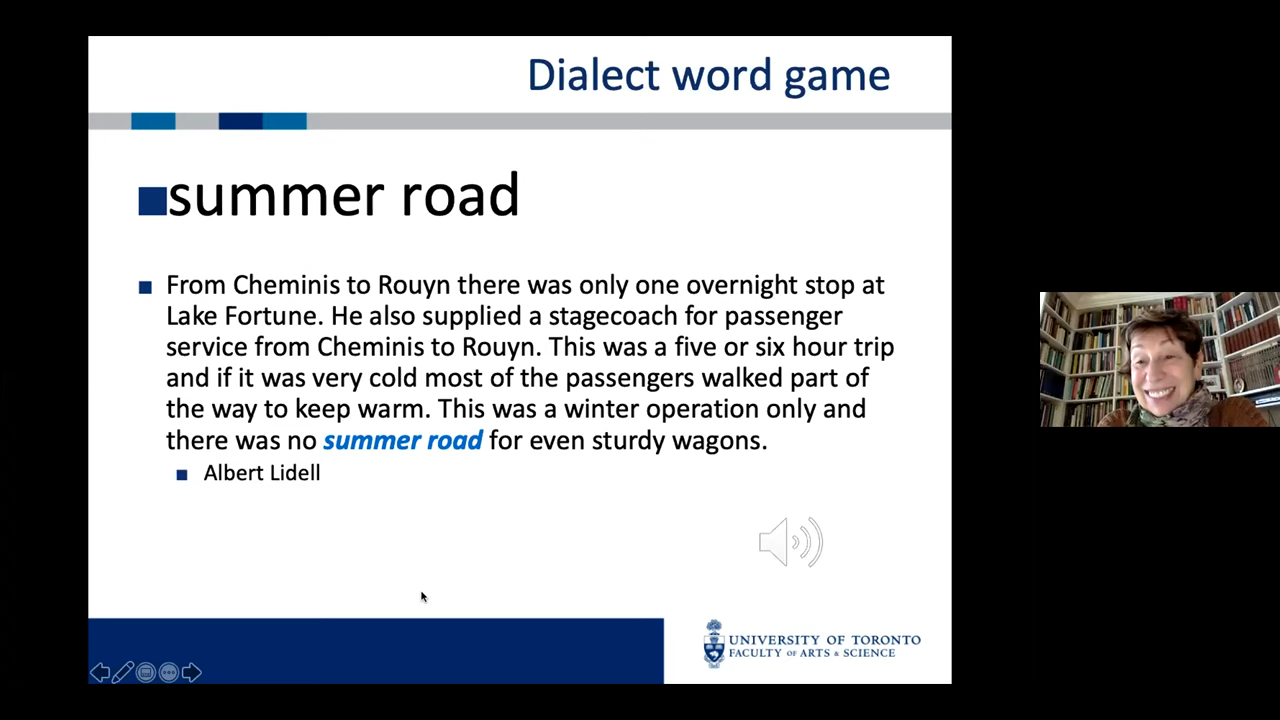 Dialect word game
summer road
From Cheminis to Rouyn there was only one overnight stop at
Lake Fortune. He also supplied a stagecoach for passenger
service from Cheminis to Rouyn. This was a five or six hour trip
and if it was very cold most of the passengers walked part of
the way to keep warm. This was a winter operation only and
there was no summer road for even sturdy wagons.
Albert Lidell
UNIVERSITY OF TORONTO
FACULTY OF ARTS & SCIENCE